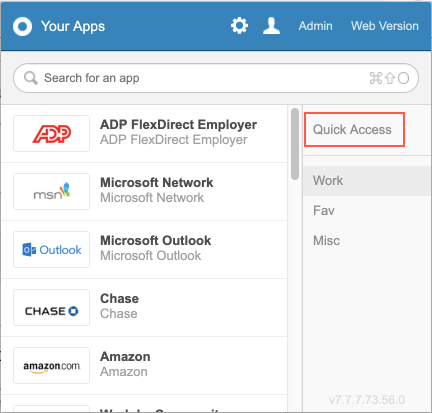 Your Apps
Admin
Web Version
Search for an app
⌘⇧O
ADP
ADP FlexDirect Employer
ADP FlexDirect Employer
msn
Microsoft Network
Microsoft Network
Outlook
Microsoft Outlook
Microsoft Outlook
CHASE
Chase
Chase
amazon.com
Amazon
Amazon
Quick Access
Work
Fav
Misc
v7.7.7.73.56.0